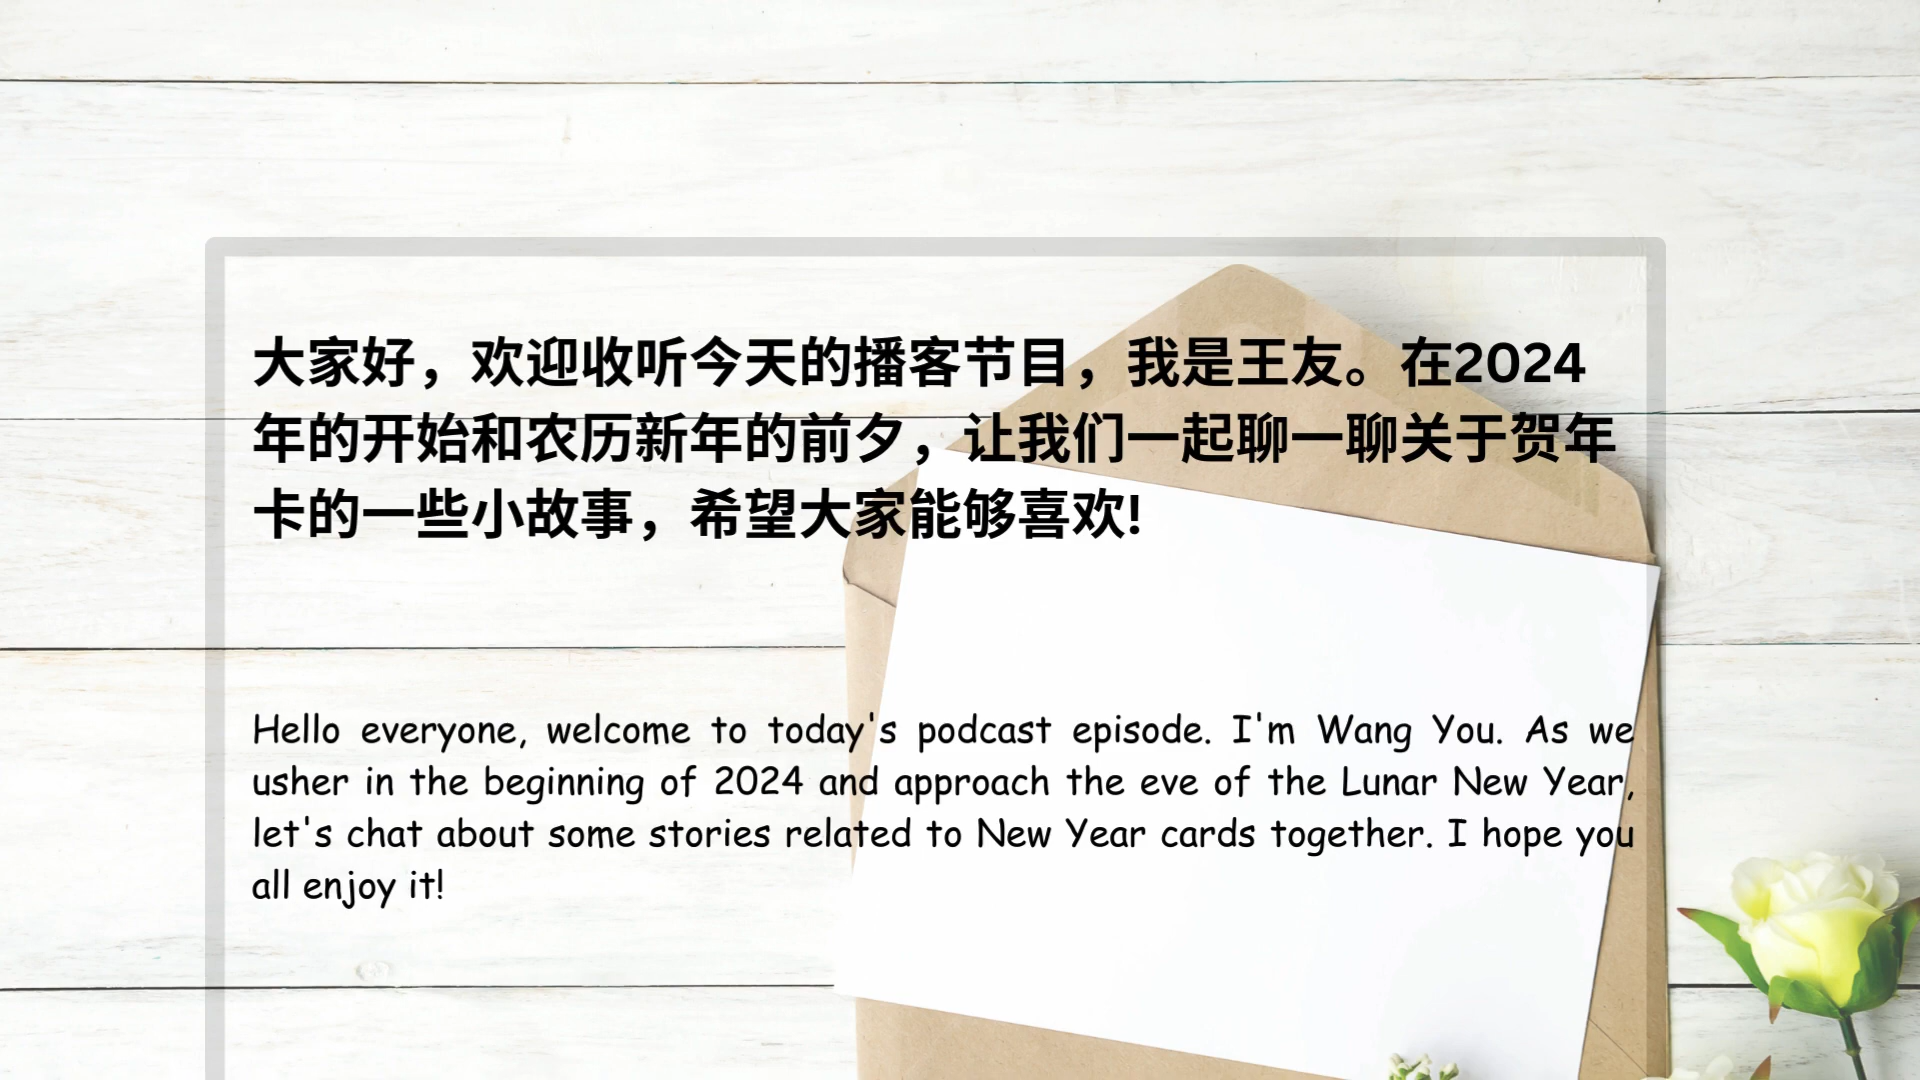 大家好，欢迎收听今天的播客节目，我是王友。在2024
年的开始和农历新年的前夕，让我们一起聊一聊关于贺年
卡的一些小故事，希望大家能够喜欢!
Hello everyone, welcome to today's podcast episode. I'm Wang You. As we
usher in the beginning of 2024 and approach the eve of the Lunar New Year,
let's chat about some stories related to New Year cards together. I hope you
all enjoy it!